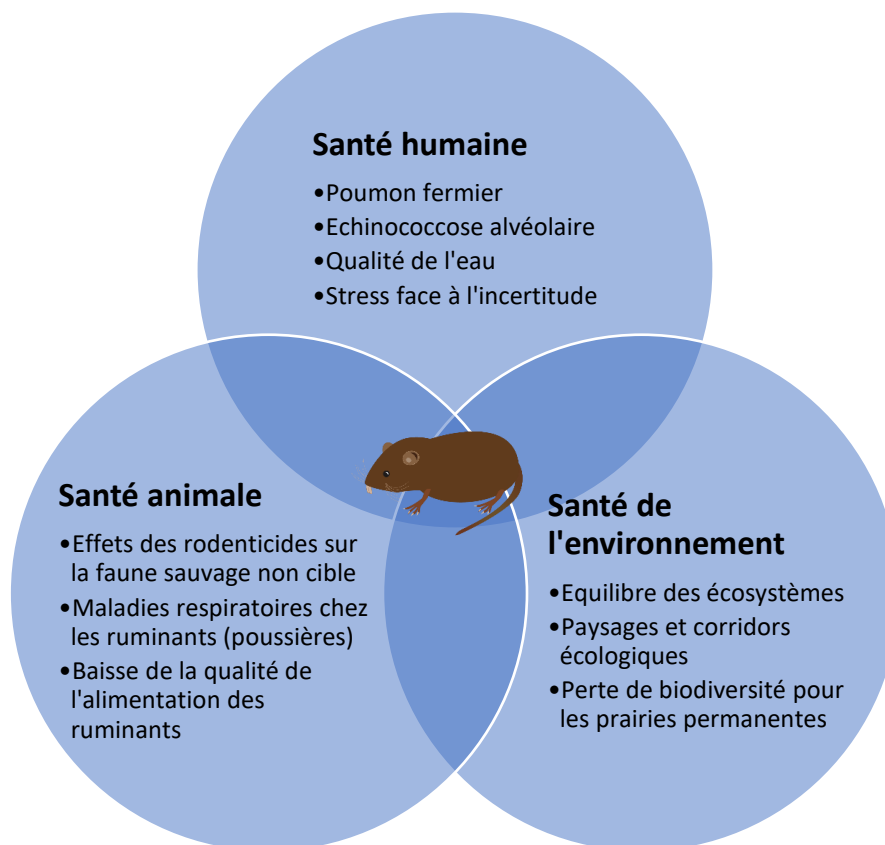 Santé humaine
•Poumon fermier
•Echinococcose alvéolaire
•Qualité de l'eau
•Stress face à l'incertitude
Santé animale
•Effets des rodenticides sur
la faune sauvage non cible
•Maladies respiratoires chez
les ruminants (poussières)
•Baisse de la qualité de
l'alimentation des
ruminants
Santé de
l'environnement
•Equilibre des écosystèmes
•Paysages et corridors
écologiques
•Perte de biodiversité pour
les prairies permanentes